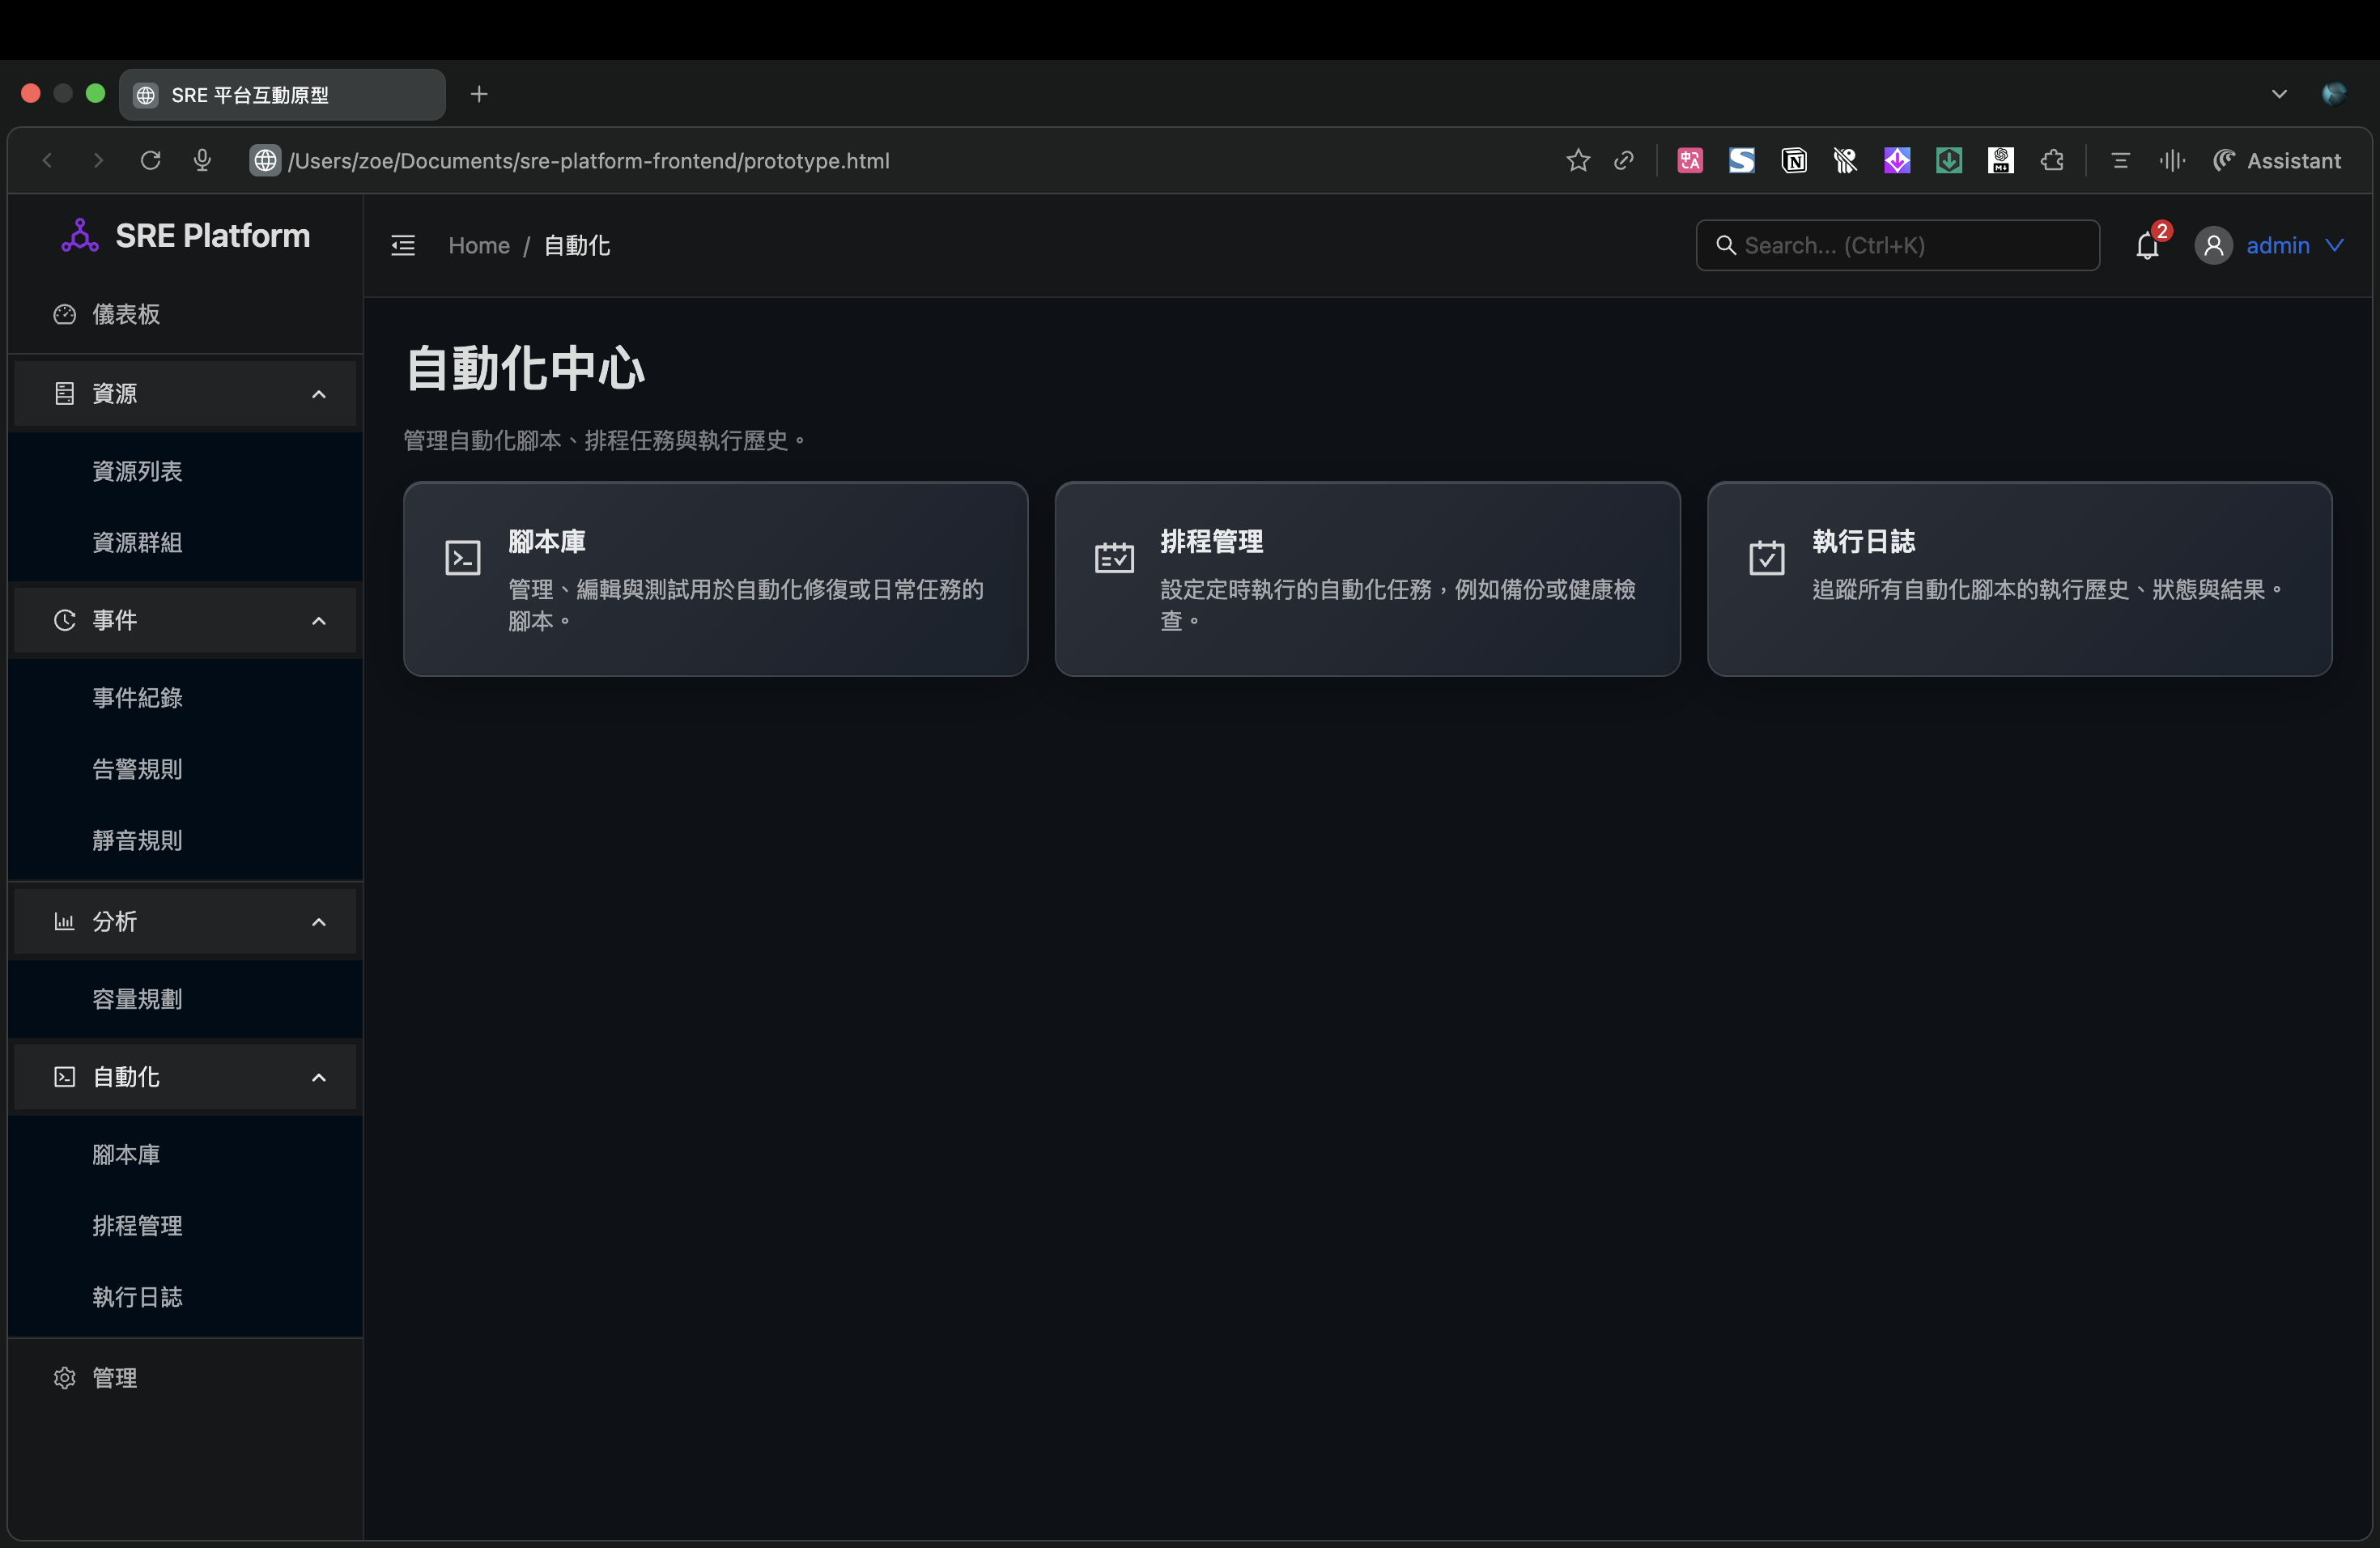 SRE 平台互動原型
/Users/zoe/Documents/sre-platform-frontend/prototype.html
Assistant
SRE Platform
Home / 自動化
Search... (Ctrl+K)
2
admin
儀表板
資源
資源列表
資源群組
事件
事件紀錄
告警規則
靜音規則
分析
容量規劃
自動化
腳本庫
排程管理
執行日誌
管理
自動化中心
管理自動化腳本、排程任務與執行歷史。
腳本庫
管理、編輯與測試用於自動化修復或日常任務的
腳本。
排程管理
設定定時執行的自動化任務，例如備份或健康檢
查。
執行日誌
追蹤所有自動化腳本的執行歷史、狀態與結果。